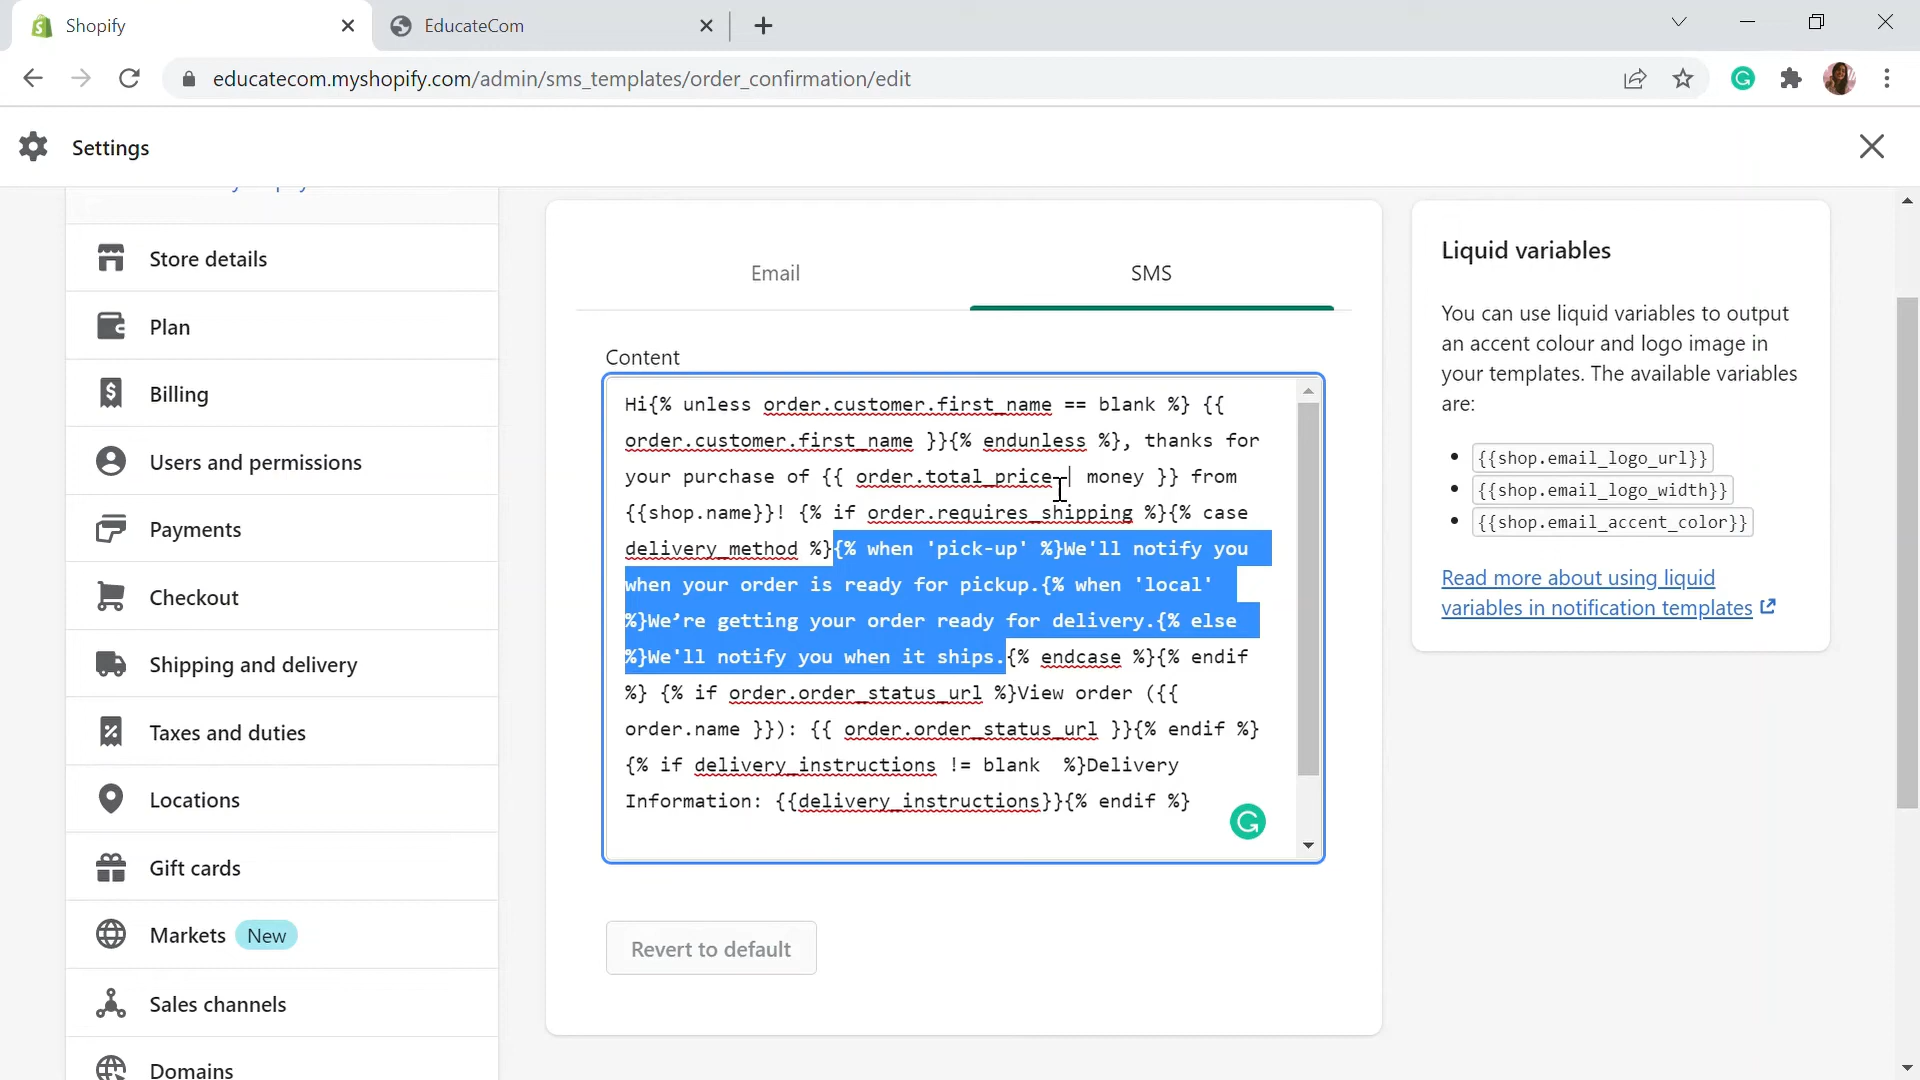 Shopify
EducateCom
educatecom.myshopify.com/admin/sms_templates/order_confirmation/edit
Settings
Store details
Plan
Billing
Users and permissions
Payments
Checkout
Shipping and delivery
Taxes and duties
Locations
Gift cards
Markets New
Sales channels
Domains
Email
SMS
Content
Hi{% unless order.customer.first_name == blank %} {{
order.customer.first_name }}{% endunless %}, thanks for
your purchase of {{ order.total_price | money }} from
{{shop.name}}! {% if order.requires_shipping %}{% case
delivery_method %}{% when 'pick-up' %}We'll notify you
when your order is ready for pickup.{% when 'local'
%}We’re getting your order ready for delivery.{% else
%}We'll notify you when it ships.{% endcase %}{% endif
%} {% if order.order_status_url %}View order ({{
order.name }}): {{ order.order_status_url }}{% endif %}
{% if delivery_instructions != blank  %}Delivery
Information: {{delivery_instructions}}{% endif %}
Revert to default
Liquid variables
You can use liquid variables to output
an accent colour and logo image in
your templates. The available variables
are:
{{shop.email_logo_url}}
{{shop.email_logo_width}}
{{shop.email_accent_color}}
Read more about using liquid
variables in notification templates